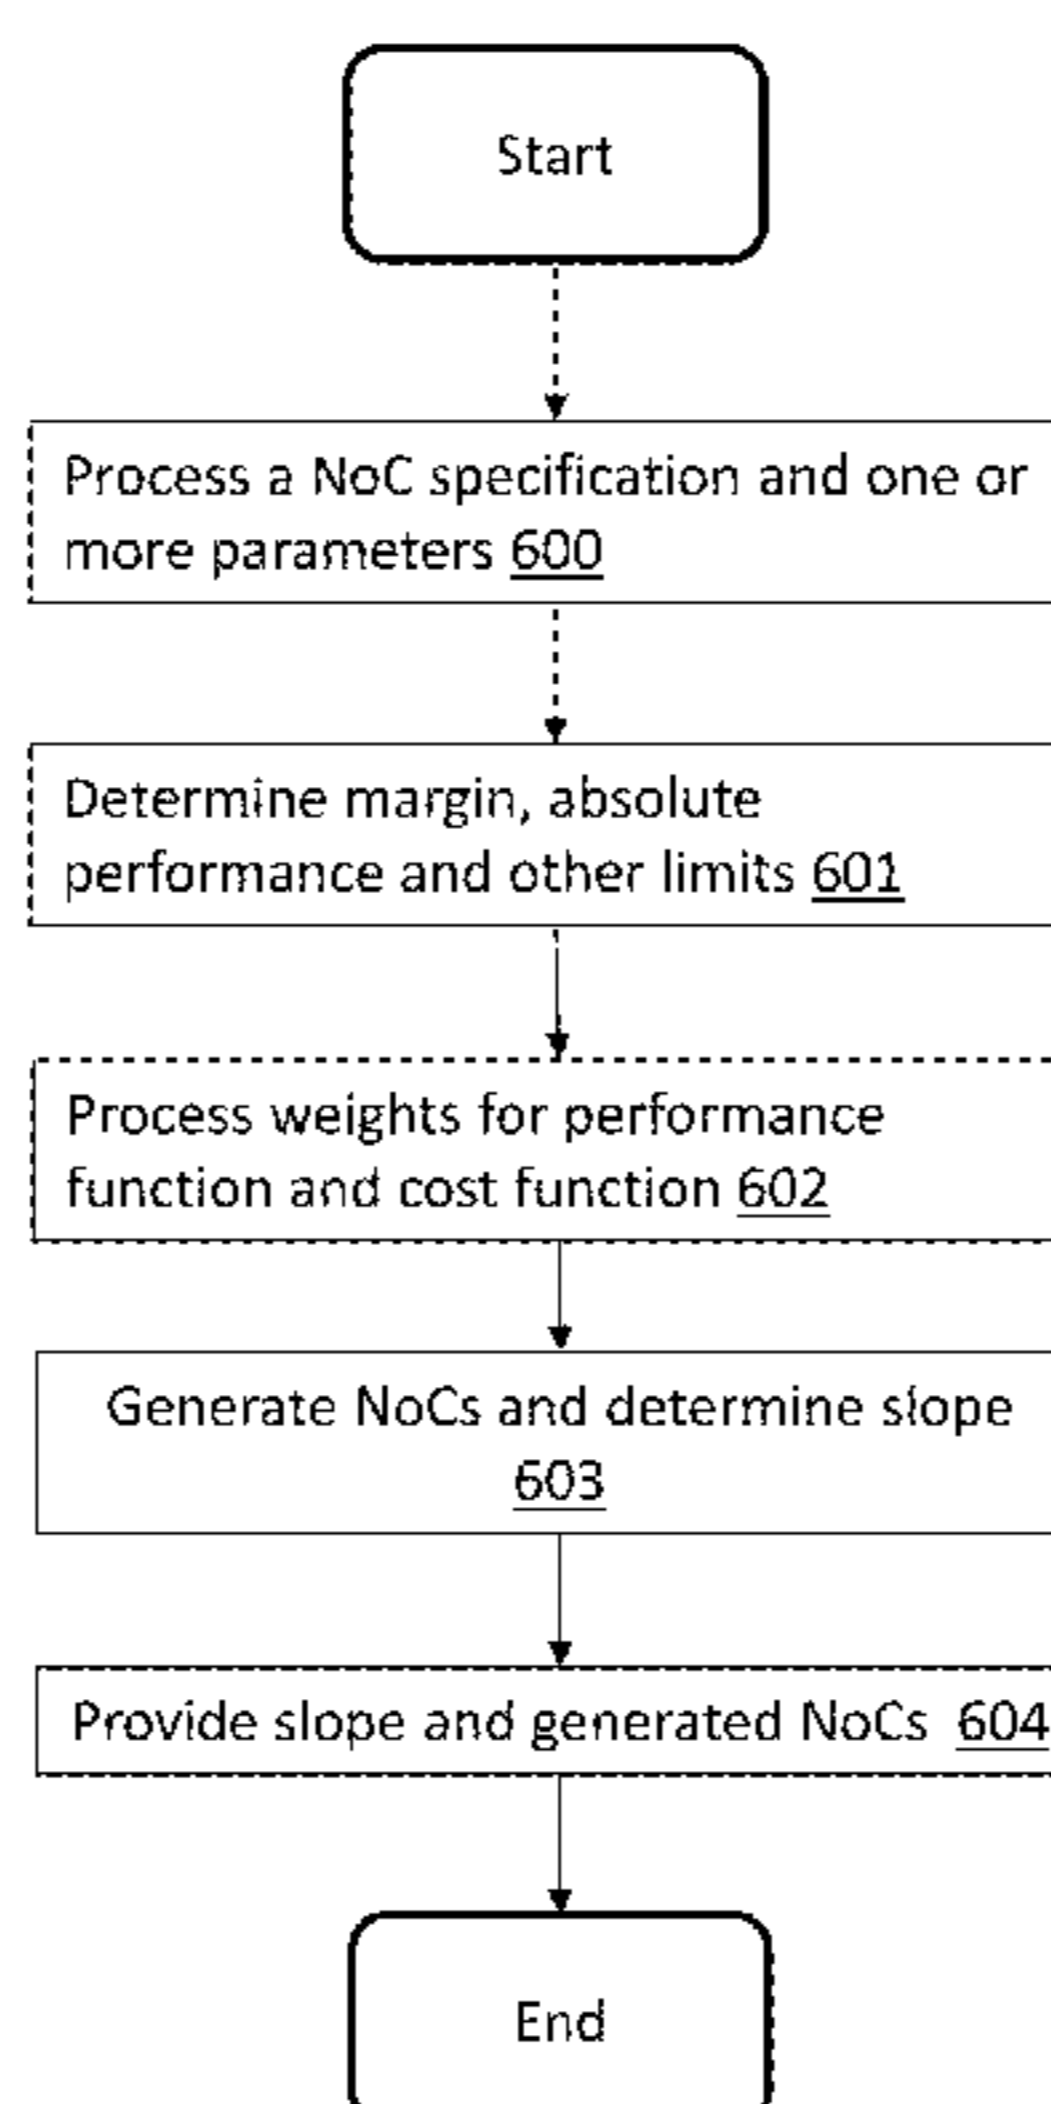 Start
Process a NoC specification and one or
more parameters 600
Determine margin, absolute
performance and other limits 601
Process weights for performance
function and cost function 602
Generate NoCs and determine slope
603
Provide slope and generated NoCs 604
End